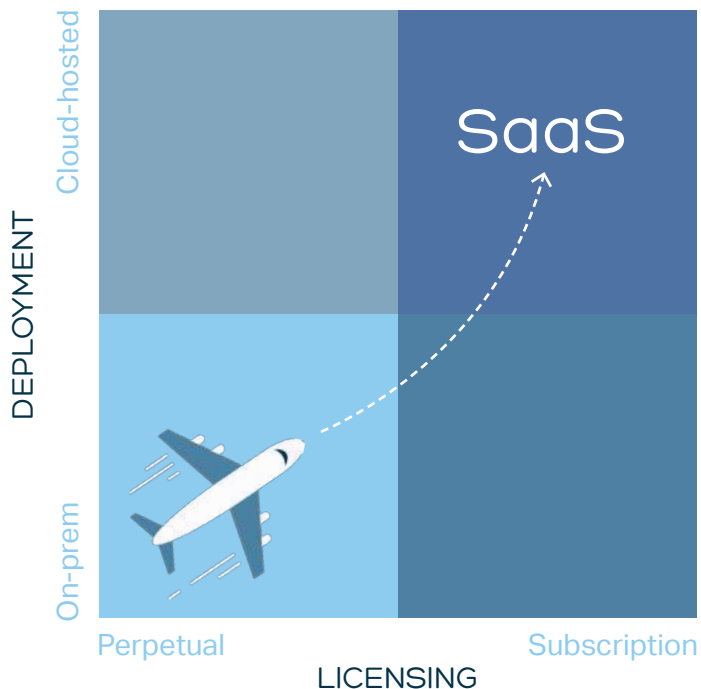 Cloud-hosted
SaaS
DEPLOYMENT
On-prem
Perpetual
Subscription
LICENSING